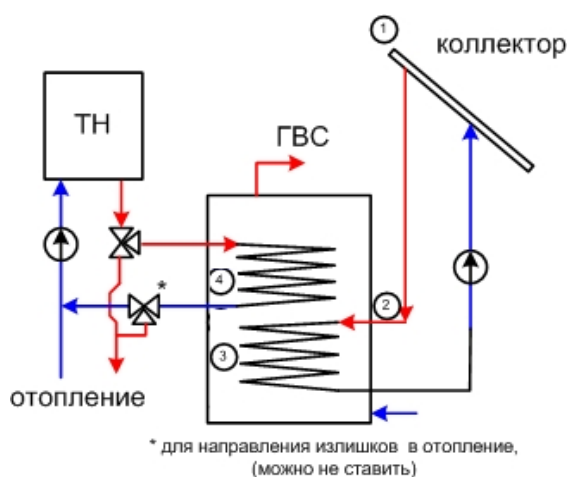 1
коллектор
ТН
ГВС
*
4
2
3
отопление
* для направления излишков в отопление,
(можно не ставить)